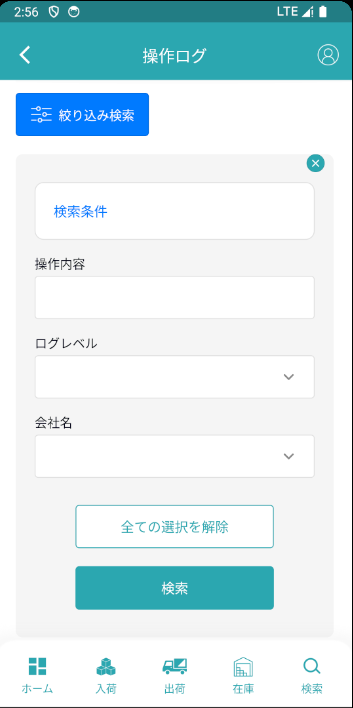 2:56 LTE
操作ログ
絞り込み検索
検索条件
操作内容
ログレベル
会社名
全ての選択を解除
検索
ホーム 入荷 出荷 在庫 検索